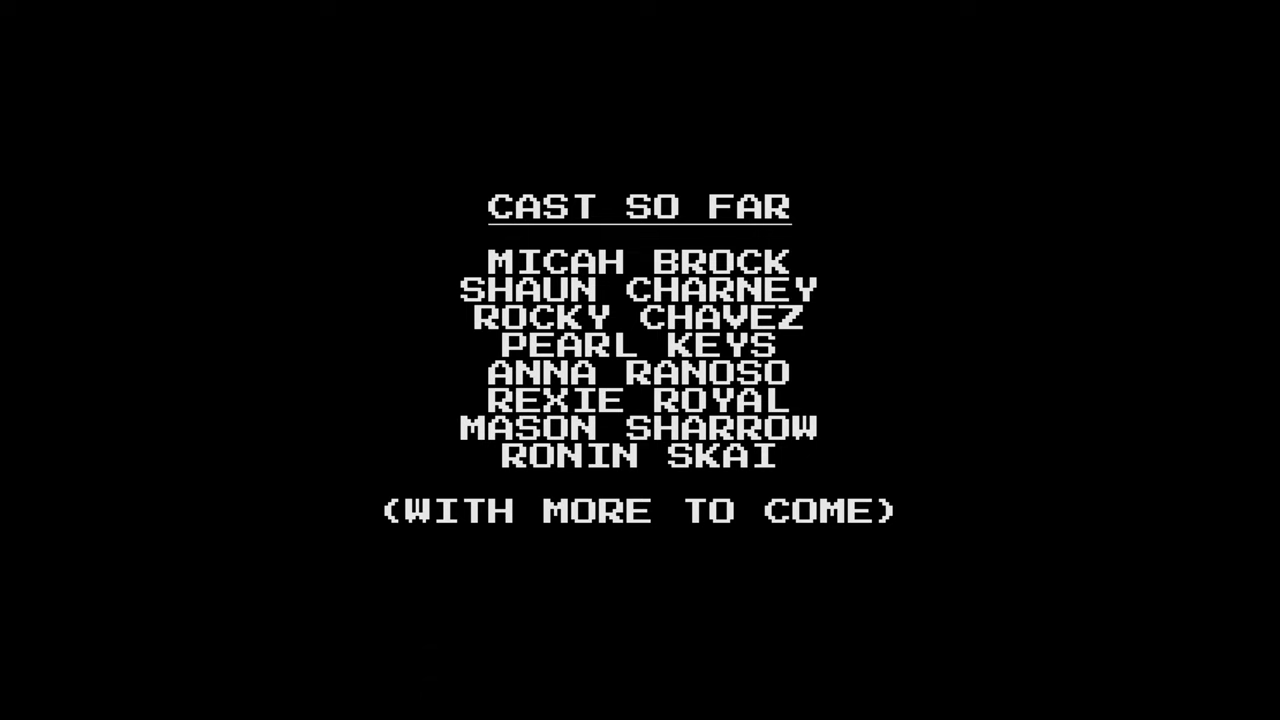 CAST SO FAR
MICAH BROCK
SHAUN CHARNEY
ROCKY CHAVEZ
PEARL KEYS
ANNA RANOSO
REXIE ROYAL
MASON SHARROW
RONIN SKAI
(WITH MORE TO COME)